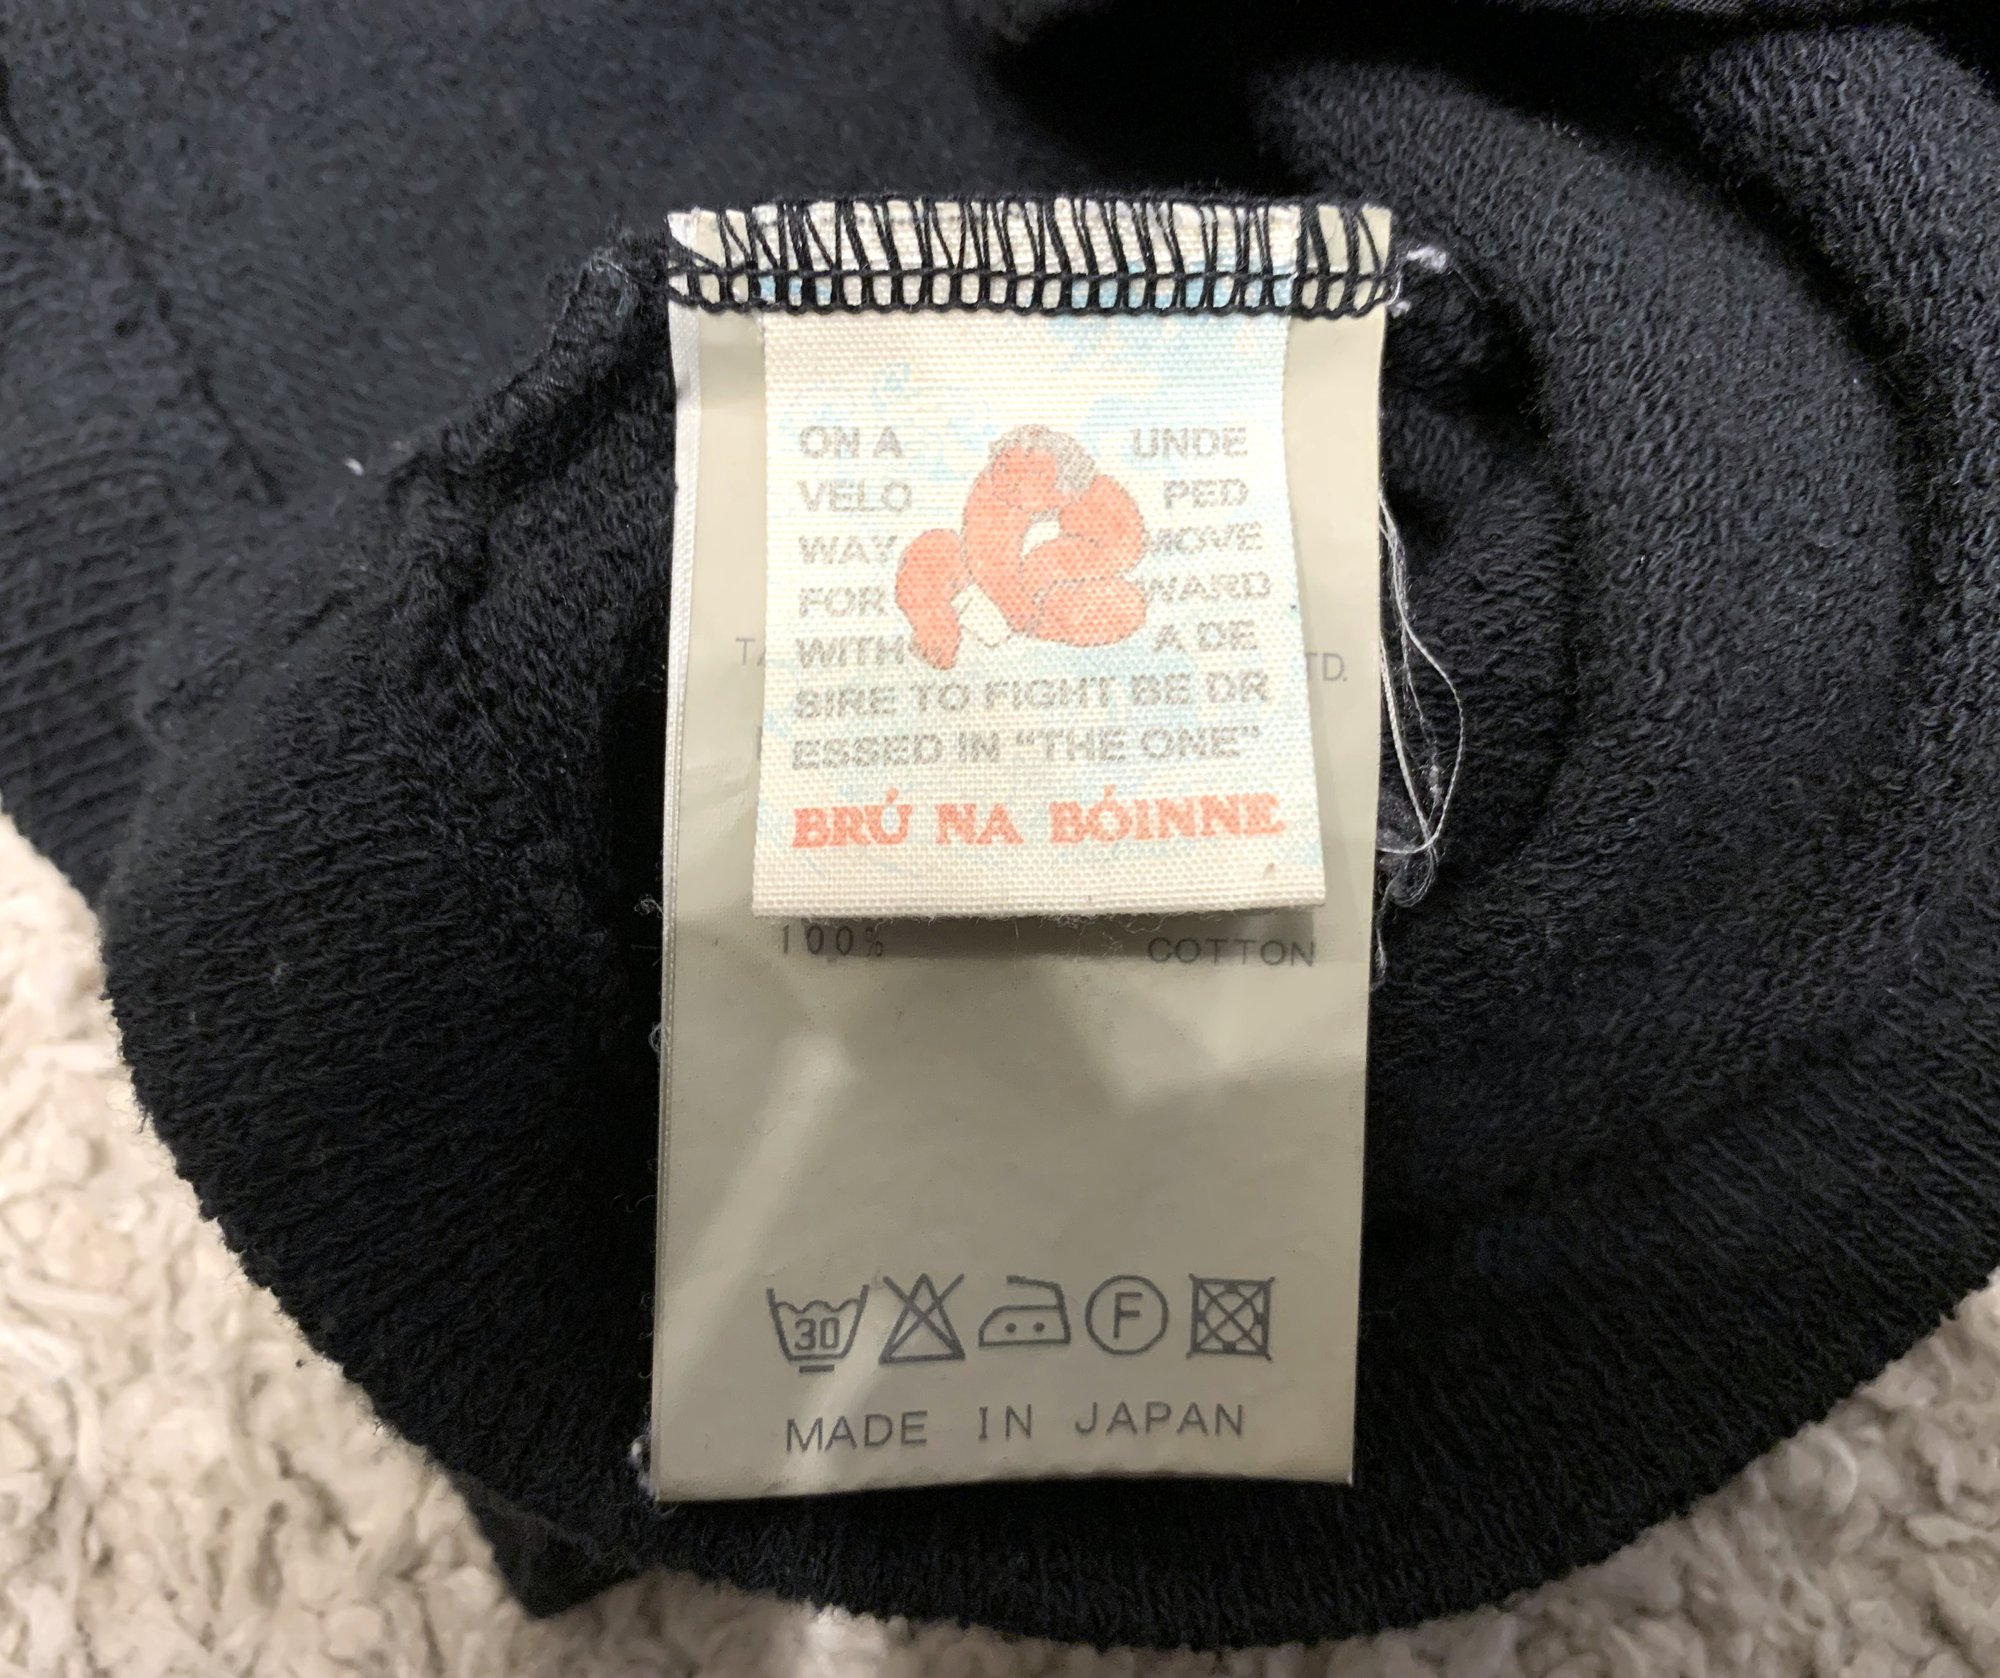 ON A UNDE
VELO PED
WAY MOVE
FOR WARD
WITH A DE
SIRE TO FIGHT BE DR
ESSED IN “THE ONE”
BRÚ NA BÓINNE
100% COTTON
30 F
MADE IN JAPAN